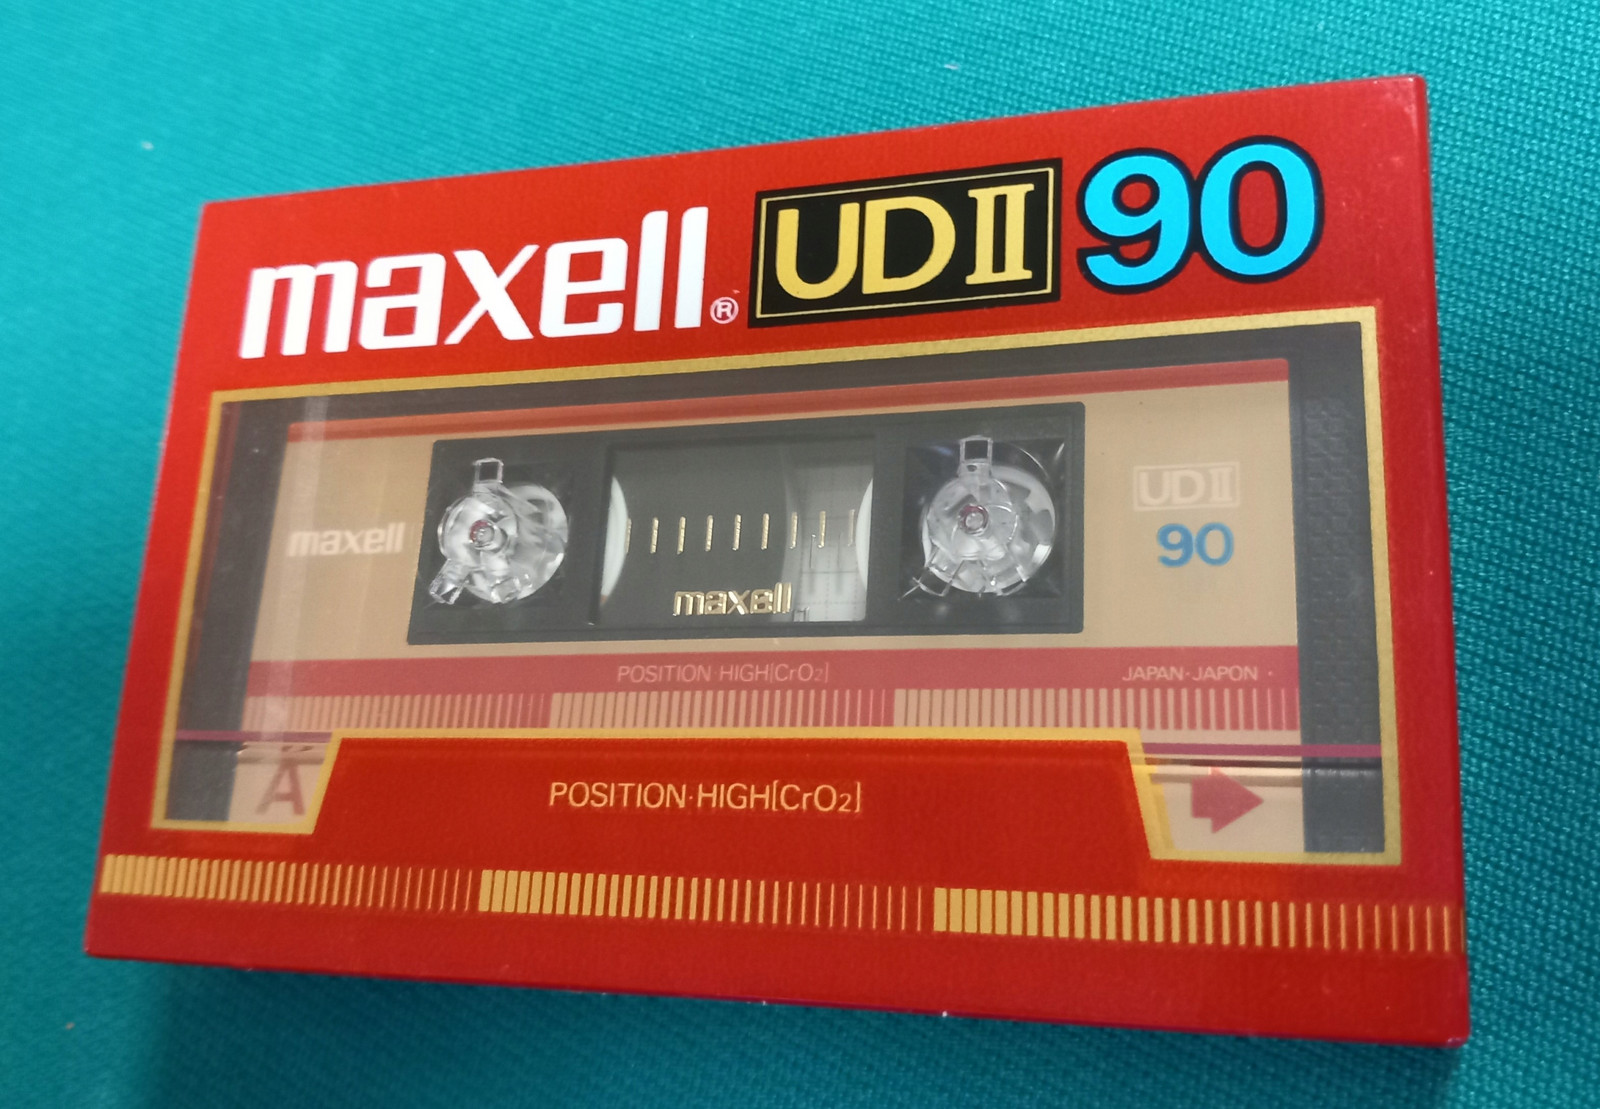 maxell® UDII 90
UDII
maxell
90
maxell
POSITION HIGH[CrO2]
JAPAN·JAPON ·
A
POSITION·HIGH[CrO2]